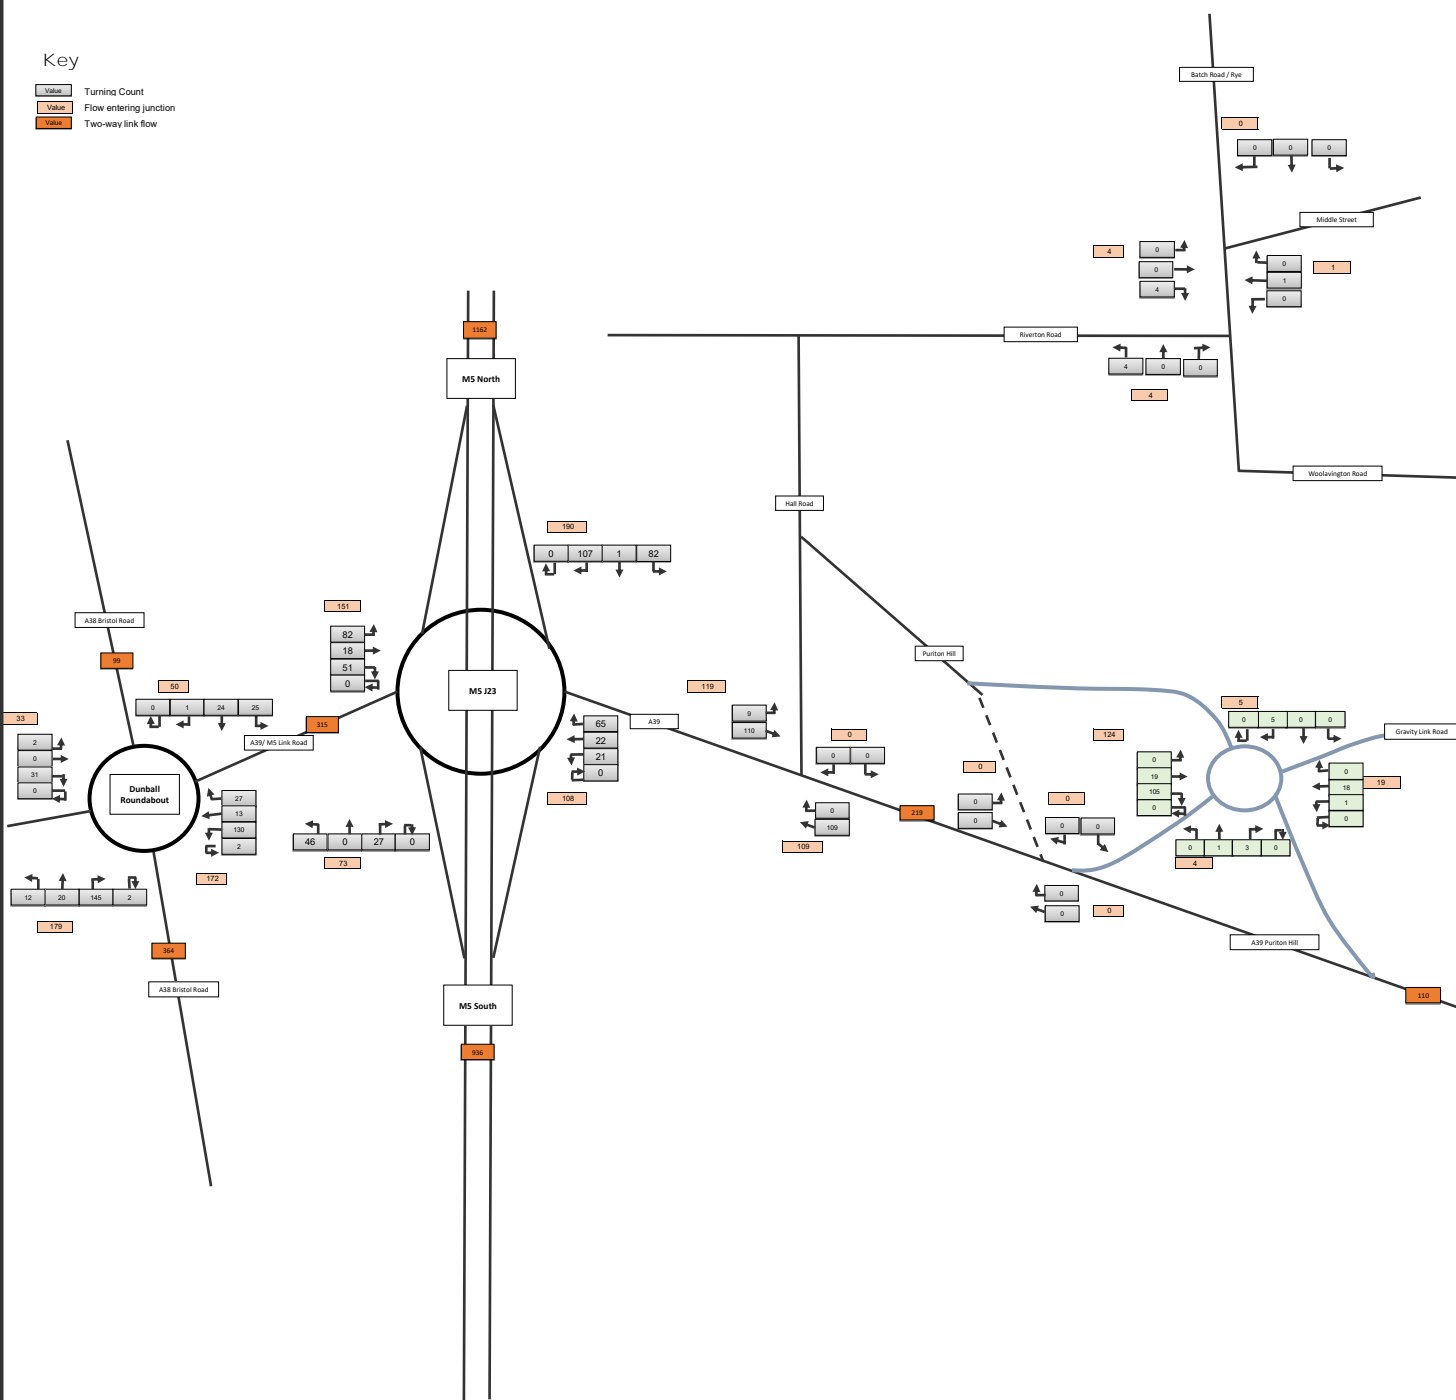 Key
Value Turning Count
Value Flow entering junction
Value Two-way link flow
Batch Road / Rye
0
0 0 0
Middle Street
4
0
0
4
0
1
0
1
Riverton Road
4 0 0
4
Woolavington Road
1162
M5 North
Hall Road
190
0 107 1 82
A38 Bristol Road
99
151
82
18
51
0
M5 J23
Puriton Hill
50
0 1 24 25
33
2
0
31
0
315
A39/ M5 Link Road
Dunball
Roundabout
27
13
130
2
172
12 20 145 2
179
364
A38 Bristol Road
46 0 27 0
73
65
22
21
0
108
A39
119
9
110
0
0 0
0
109
109
219
0
0
0
0
0 0
0
0
0
124
0
19
105
0
5
0 5 0 0
Gravity Link Road
0
18
1
0
19
0 1 3 0
4
A39 Puriton Hill
110
M5 South
936